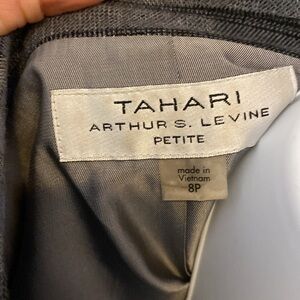 TAHARI
ARTHUR S. LEVINE
PETITE
made in
Vietnam
8P